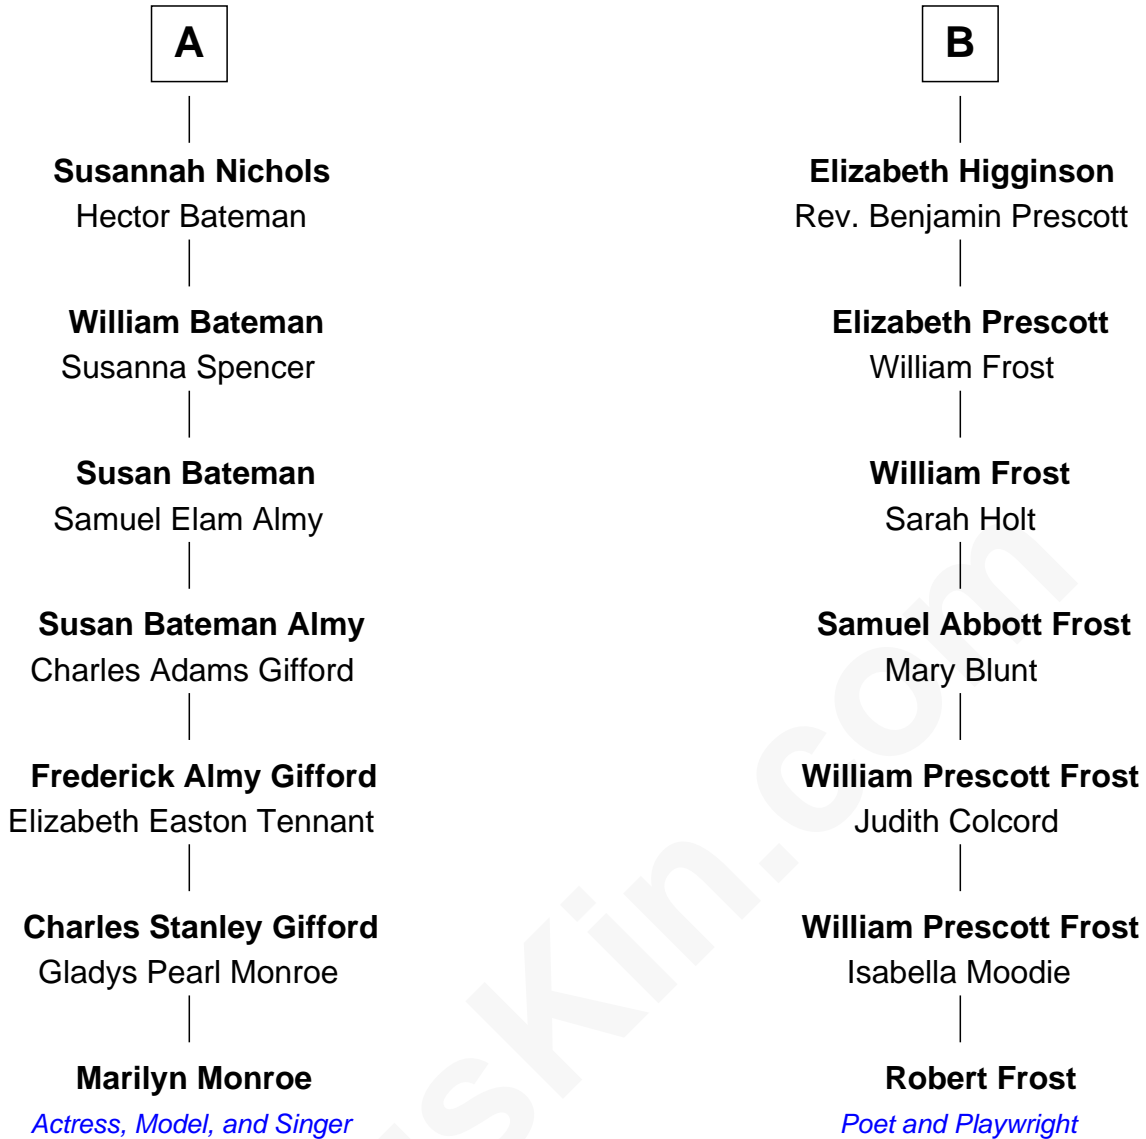 A
Susannah Nichols
Hector Bateman
William Bateman
Susanna Spencer
Susan Bateman
Samuel Elam Almy
Susan Bateman Almy
Charles Adams Gifford
Frederick Almy Gifford
Elizabeth Easton Tennant
Charles Stanley Gifford
Gladys Pearl Monroe
Marilyn Monroe
Actress, Model, and Singer
B
Elizabeth Higginson
Rev. Benjamin Prescott
Elizabeth Prescott
William Frost
William Frost
Sarah Holt
Samuel Abbott Frost
Mary Blunt
William Prescott Frost
Judith Colcord
William Prescott Frost
Isabella Moodie
Robert Frost
Poet and Playwright